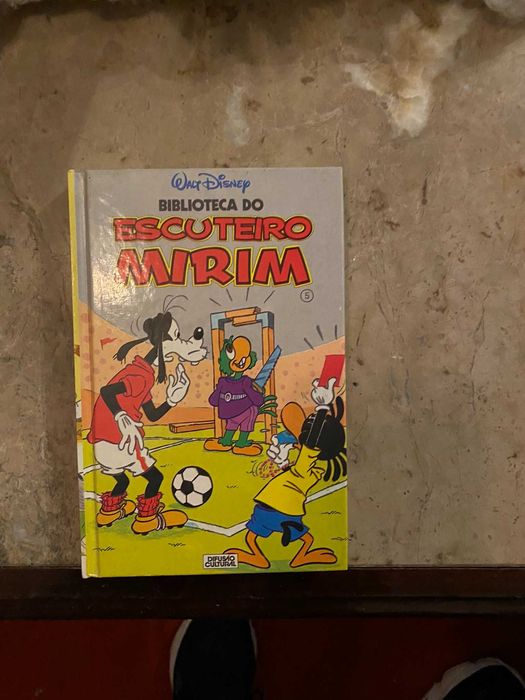 Walt Disney
BIBLIOTECA DO
ESCUTEIRO
MIRIM
5
DIFUSÃO
CULTURAL